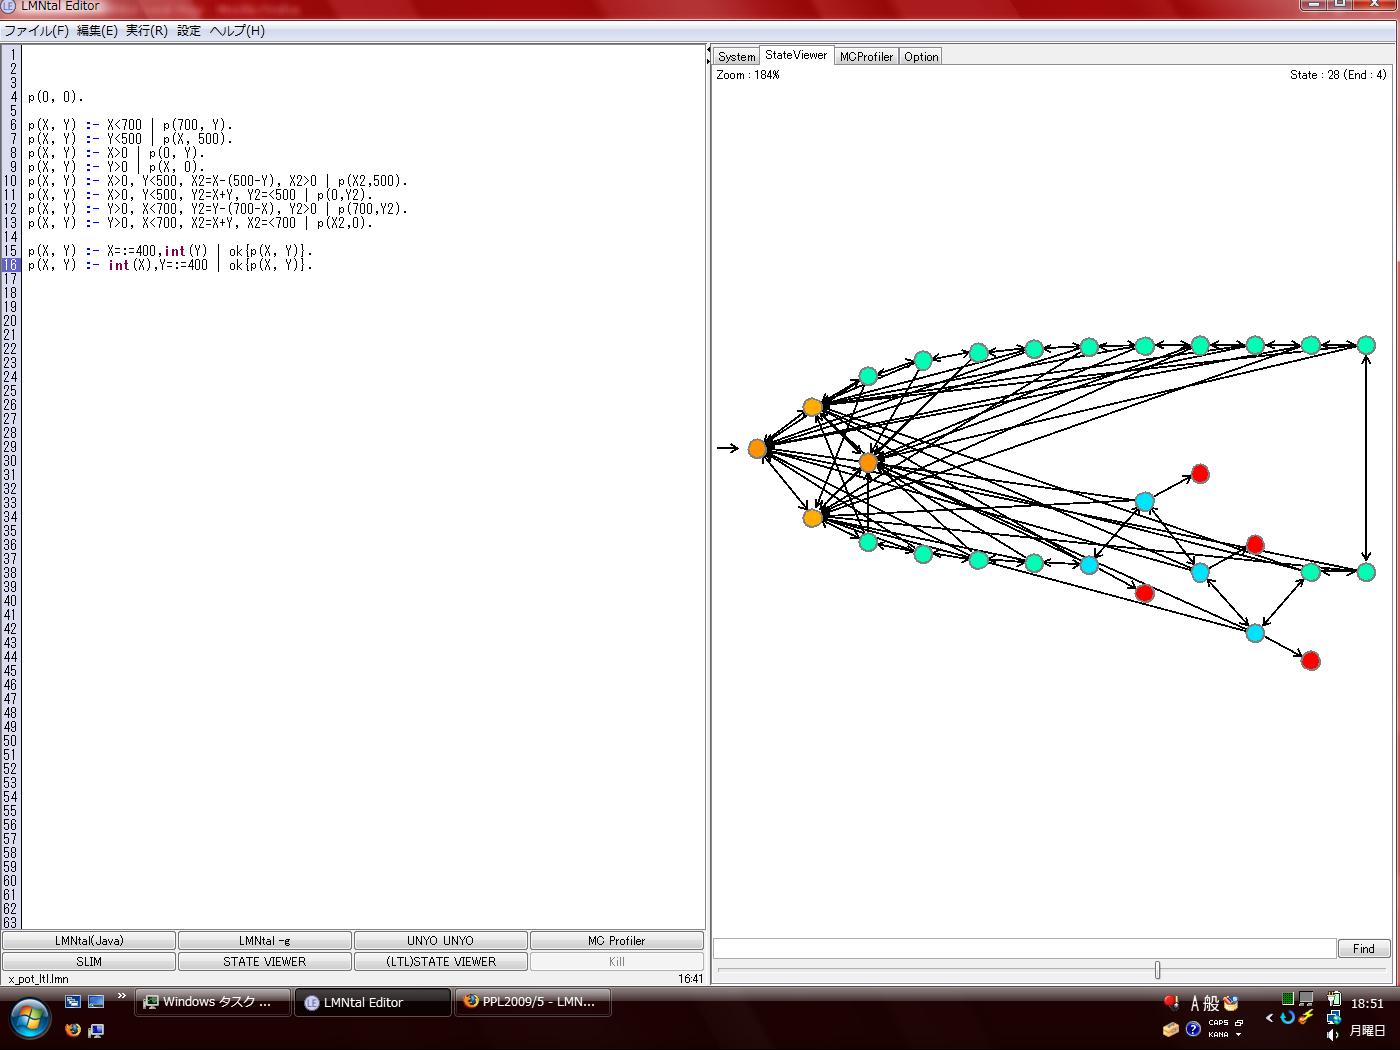 LMNtal Editor
ファイル(F) 編集(E) 実行(R) 設定 ヘルプ(H)
1
2
3
4 p(0, 0).
5
6 p(X, Y) :- X<700 | p(700, Y).
7 p(X, Y) :- Y<500 | p(X, 500).
8 p(X, Y) :- X>0 | p(0, Y).
9 p(X, Y) :- Y>0 | p(X, 0).
10 p(X, Y) :- X>0, Y<500, X2=X-(500-Y), X2>0 | p(X2,500).
11 p(X, Y) :- X>0, Y<500, Y2=X+Y, Y2=<500 | p(0,Y2).
12 p(X, Y) :- Y>0, X<700, Y2=Y-(700-X), Y2>0 | p(700,Y2).
13 p(X, Y) :- Y>0, X<700, X2=X+Y, X2=<700 | p(X2,0).
14
15 p(X, Y) :- X=:=400,int(Y) | ok{p(X, Y)}.
16 p(X, Y) :- int(X),Y=:=400 | ok{p(X, Y)}.
17
18
19
20
21
22
23
24
25
26
27
28
29
30
31
32
33
34
35
36
37
38
39
40
41
42
43
44
45
46
47
48
49
50
51
52
53
54
55
56
57
58
59
60
61
62
63
LMNtal(Java) LMNtal -g UNYO UNYO MC Profiler
SLIM STATE VIEWER (LTL)STATE VIEWER Kill
x_pot_ltl.lmn 16:41
System StateViewer MCProfiler Option
Zoom : 184% State : 28 (End : 4)
Find
Windows タスク ... LMNtal Editor PPL2009/5 - LMN...
A 般
CAPS
KANA
18:51
月曜日